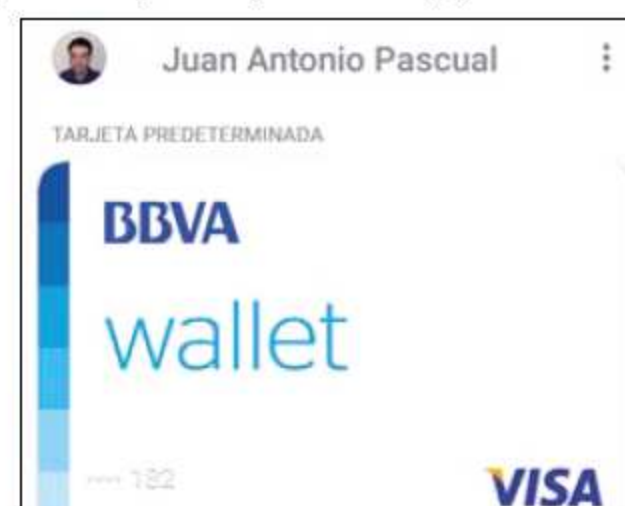 Juan Antonio Pascual
TARJETA PREDETERMINADA
BBVA
wallet
VISA